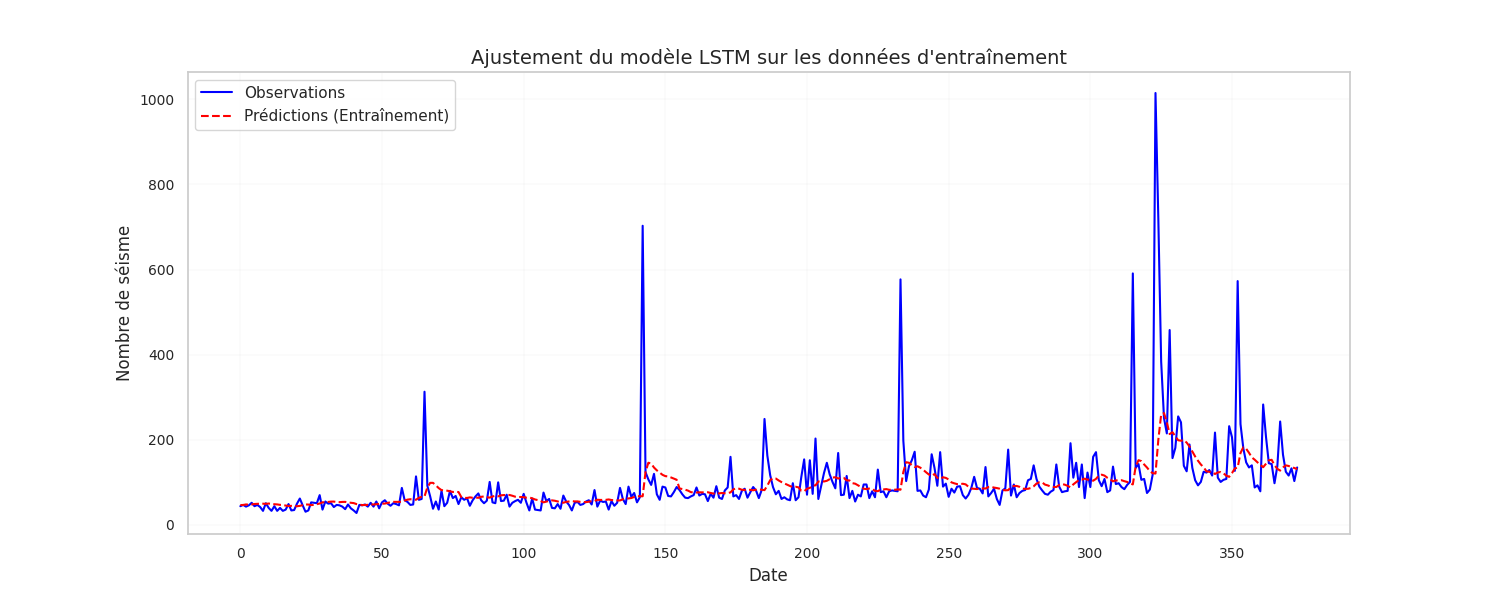 Ajustement du modèle LSTM sur les données d'entraînement
Observations
Prédictions (Entraînement)
Nombre de séisme
1000
800
600
400
200
0
0 50 100 150 200 250 300 350
Date